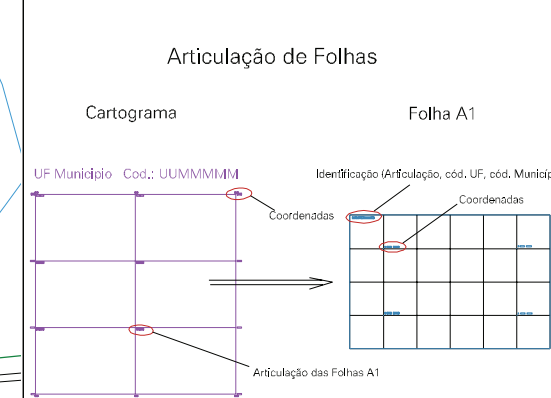 Articulação de Folhas
Cartograma
Folha A1
UF Municipio Cod.: UUMMMMM
Identificação (Articulação, cód. UF, cód. Municíp
Coordenadas
Coordenadas
Articulação das Folhas A1